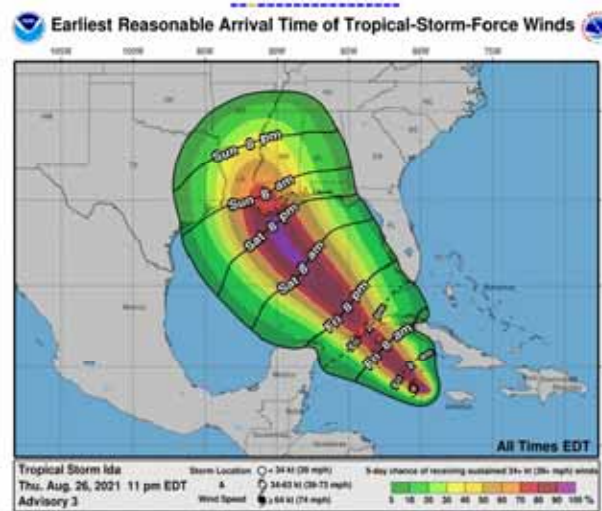 Earliest Reasonable Arrival Time of Tropical-Storm-Force Winds
NOAA
Sun 8 pm
Sun 8 am
Sat 8 pm
Sat 8 am
Fri 8 pm
Fri 8 am
Mexico
All Times EDT
Tropical Storm Ida
Thu. Aug. 26, 2021 11 pm EDT
Advisory 3
Storm Location
&
Wind Speed
< 34 kt (39 mph)
34-63 kt (39-73 mph)
≥ 64 kt (74 mph)
5-day chance of receiving sustained 34+ kt (39+ mph) winds
5 10 20 30 40 50 60 70 80 90 100 %